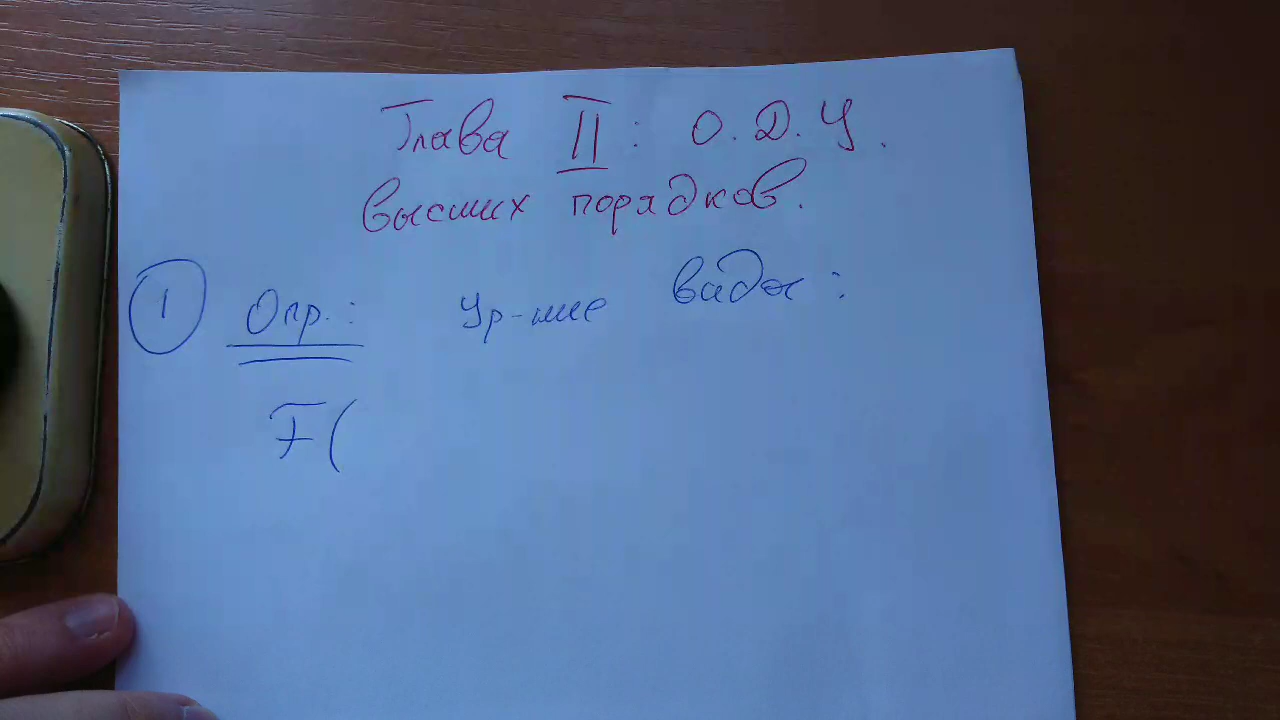 Глава II: О.Д.У.
высших порядков.
1 Опр.: Ур-ние вида:
F(